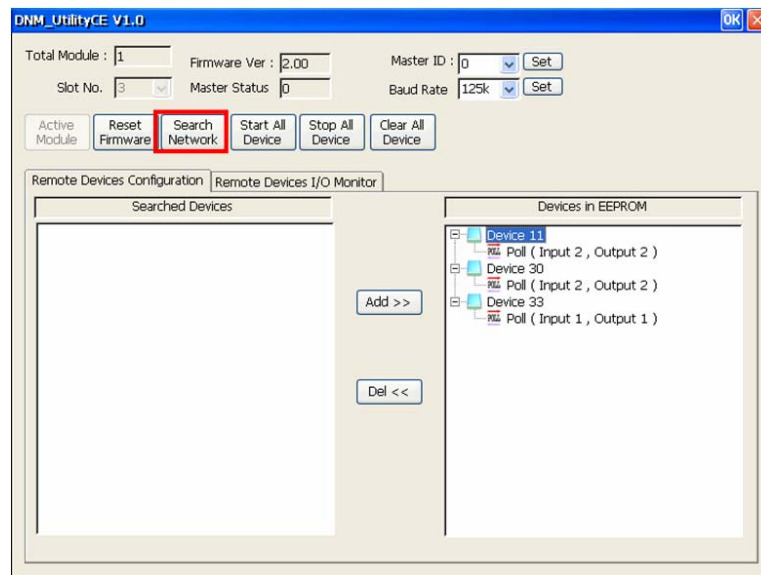 DNM_UtilityCE V1.0 OK
Total Module : 1 Firmware Ver : 2.00 Master ID : 0 Set
Slot No. 3 Master Status 0 Baud Rate 125k Set
Active Module Reset Firmware Search Network Start All Device Stop All Device Clear All Device
Remote Devices Configuration Remote Devices I/O Monitor
Searched Devices Devices in EEPROM
Device 11
POLL Poll ( Input 2 , Output 2 )
Device 30
POLL Poll ( Input 2 , Output 2 )
Device 33
POLL Poll ( Input 1 , Output 1 )
Add >>
Del <<